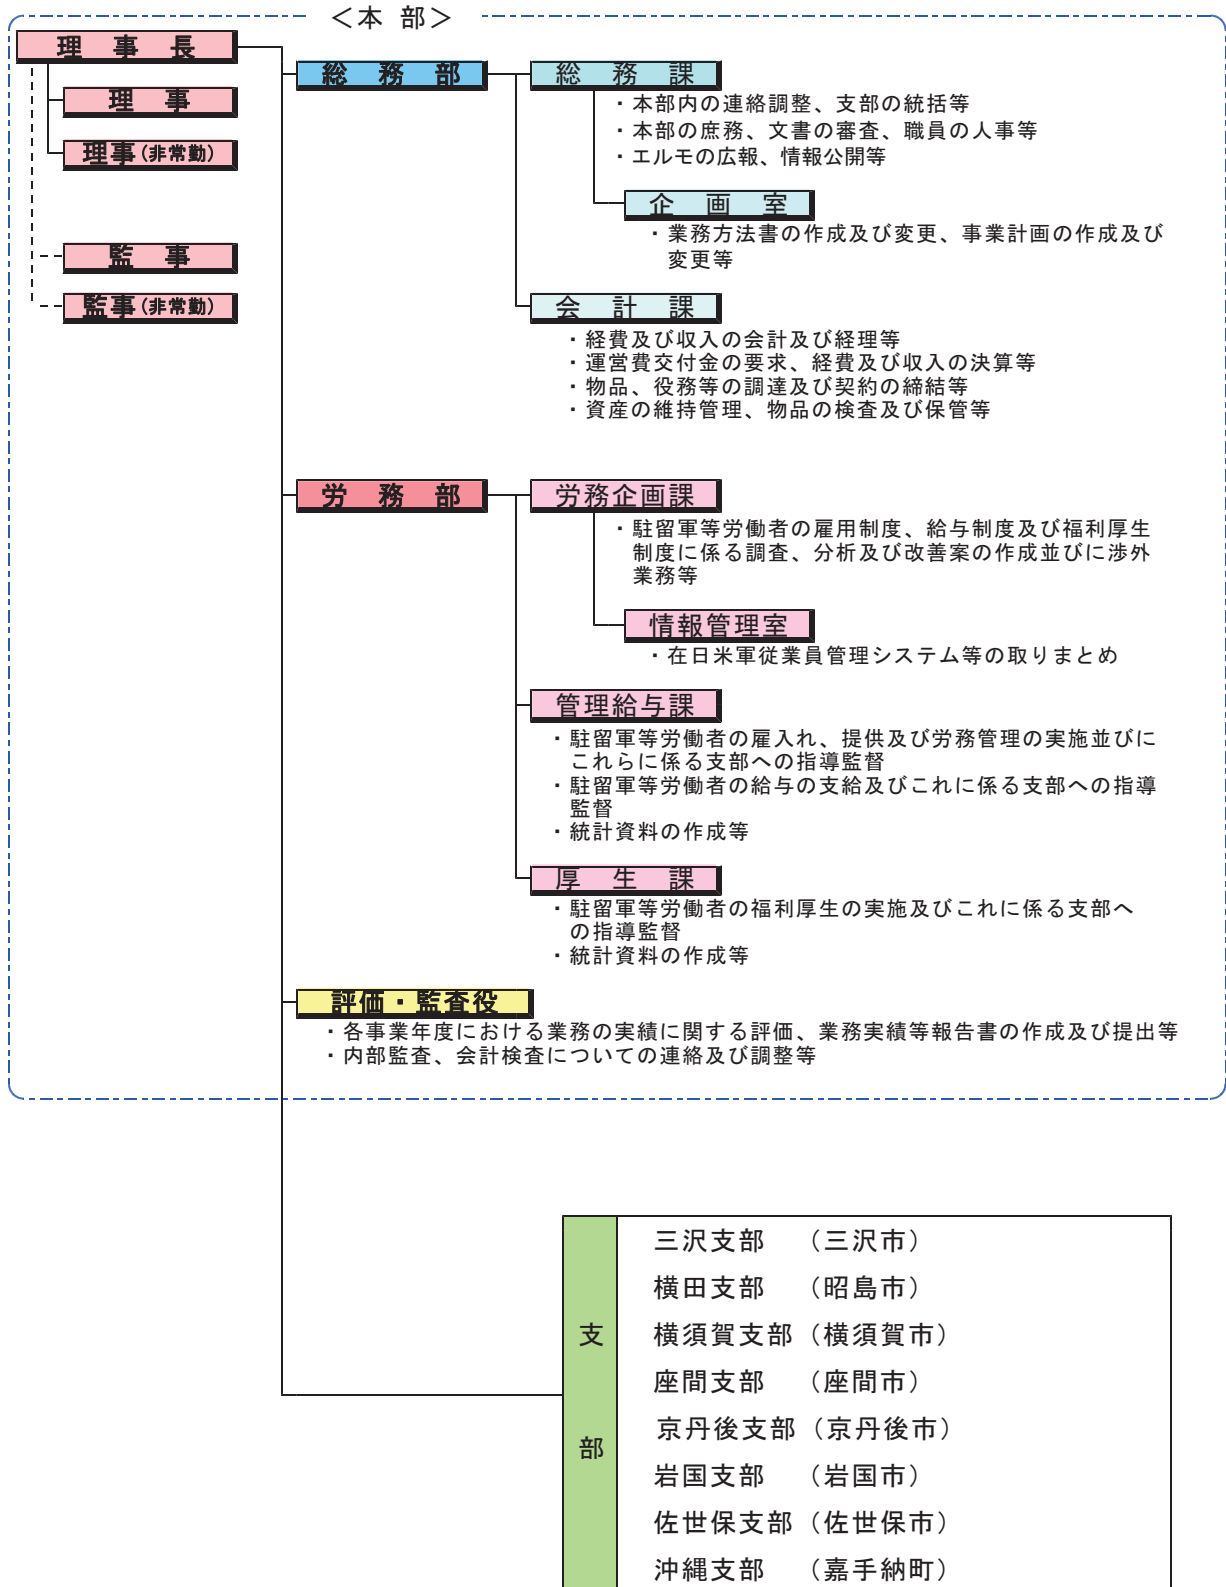 ＜本 部＞
理 事 長
理 事
理事(非常勤)
監 事
監事(非常勤)
総 務 部
総 務 課
・本部内の連絡調整、支部の統括等
・本部の庶務、文書の審査、職員の人事等
・エルモの広報、情報公開等
企 画 室
・業務方法書の作成及び変更、事業計画の作成及び
変更等
会 計 課
・経費及び収入の会計及び経理等
・運営費交付金の要求、経費及び収入の決算等
・物品、役務等の調達及び契約の締結等
・資産の維持管理、物品の検査及び保管等
労 務 部
労務企画課
・駐留軍等労働者の雇用制度、給与制度及び福利厚生
制度に係る調査、分析及び改善案の作成並びに渉外
業務等
情報管理室
・在日米軍従業員管理システム等の取りまとめ
管理給与課
・駐留軍等労働者の雇入れ、提供及び労務管理の実施並びに
これらに係る支部への指導監督
・駐留軍等労働者の給与の支給及びこれに係る支部への指導
監督
・統計資料の作成等
厚 生 課
・駐留軍等労働者の福利厚生の実施及びこれに係る支部へ
の指導監督
・統計資料の作成等
評価・監査役
・各事業年度における業務の実績に関する評価、業務実績等報告書の作成及び提出等
・内部監査、会計検査についての連絡及び調整等
支 部
三沢支部 （三沢市）
横田支部 （昭島市）
横須賀支部（横須賀市）
座間支部 （座間市）
京丹後支部（京丹後市）
岩国支部 （岩国市）
佐世保支部（佐世保市）
沖縄支部 （嘉手納町）